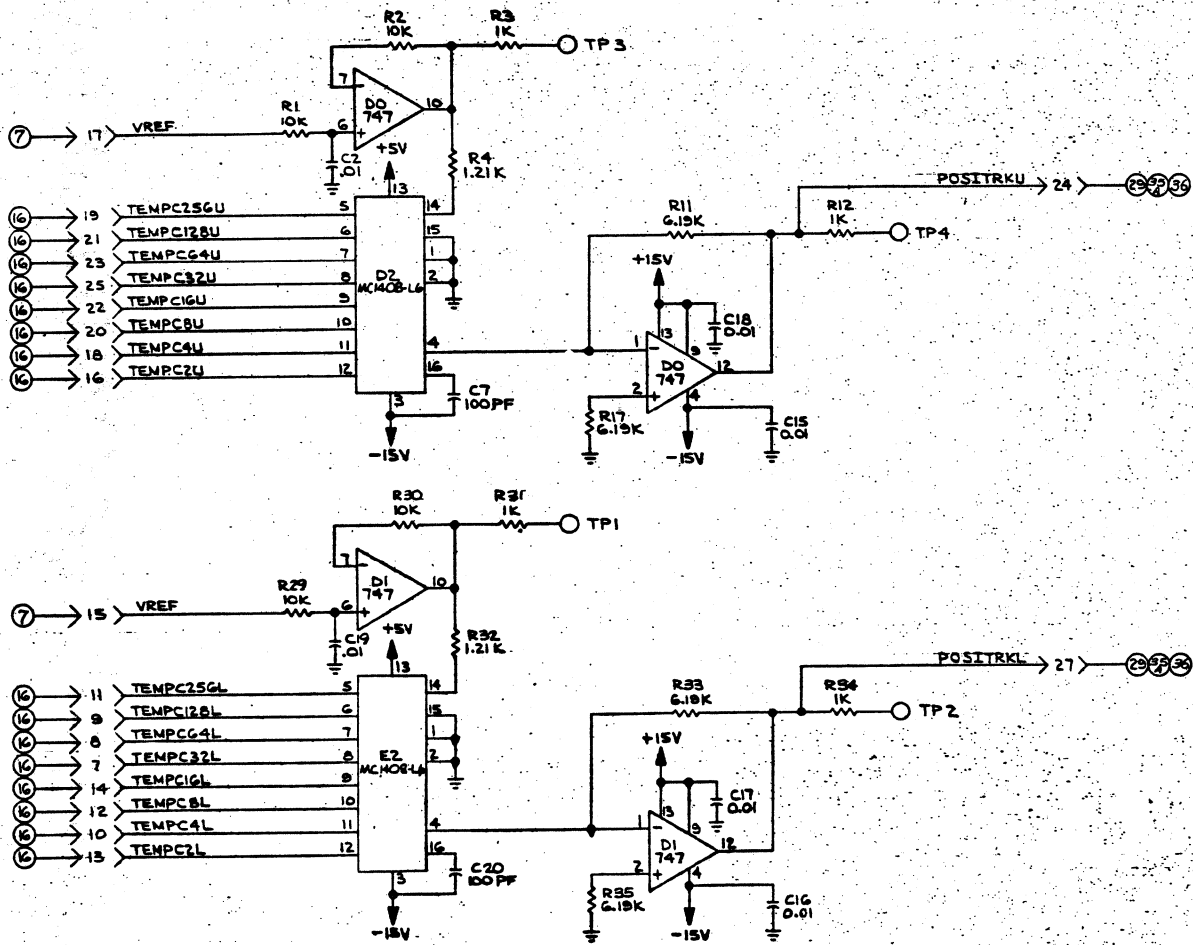 R2
10K
R3
1K
TP3
7
-
D0
747
10
R1
10K
6
+
7
17
VREF
C2
.01
+5V
R4
1.21K
13
16
19
TEMPC256U
5
14
16
21
TEMPC128U
6
15
16
23
TEMPC64U
7
1
16
25
TEMPC32U
8
D2
MC1408-L6
2
16
22
TEMPC16U
9
16
20
TEMPC8U
10
16
18
TEMPC4U
11
4
16
16
TEMPC2U
12
16
3
C7
100PF
-15V
POSITRKU
24
29
35
A
36
R11
6.19K
R12
1K
TP4
+15V
C18
0.01
13
9
1
-
D0
747
12
2
+
4
R17
6.19K
C15
0.01
-15V
R30
10K
R31
1K
TP1
7
-
D1
747
10
R29
10K
6
+
7
15
VREF
C19
.01
+5V
R32
1.21K
13
16
11
TEMPC256L
5
14
16
9
TEMPC128L
6
15
16
8
TEMPC64L
7
1
16
7
TEMPC32L
8
E2
MC1408-L6
2
16
14
TEMPC16L
9
16
12
TEMPC8L
10
16
10
TEMPC4L
11
4
16
13
TEMPC2L
12
16
3
C20
100PF
-15V
POSITRKL
27
29
35
A
36
R33
6.19K
R34
1K
TP2
+15V
C17
0.01
13
9
1
-
D1
747
12
2
+
4
R35
6.19K
C16
0.01
-15V